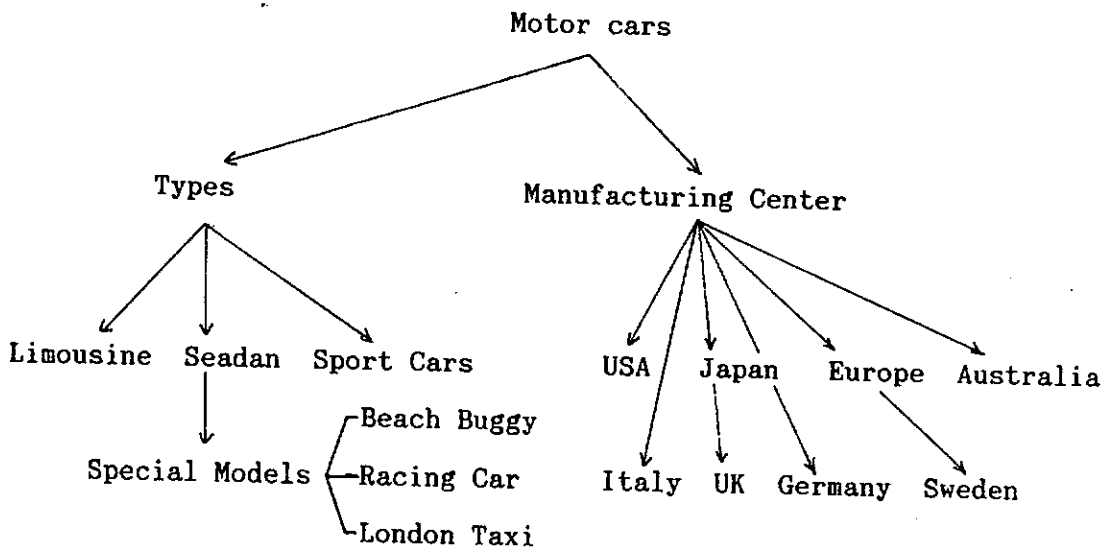 Motor cars
Types
Manufacturing Center
Limousine Seadan Sport Cars
USA Japan Europe Australia
Beach Buggy
Special Models Racing Car
London Taxi
Italy UK Germany Sweden